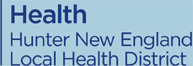 Health
Hunter New England
Local Health District